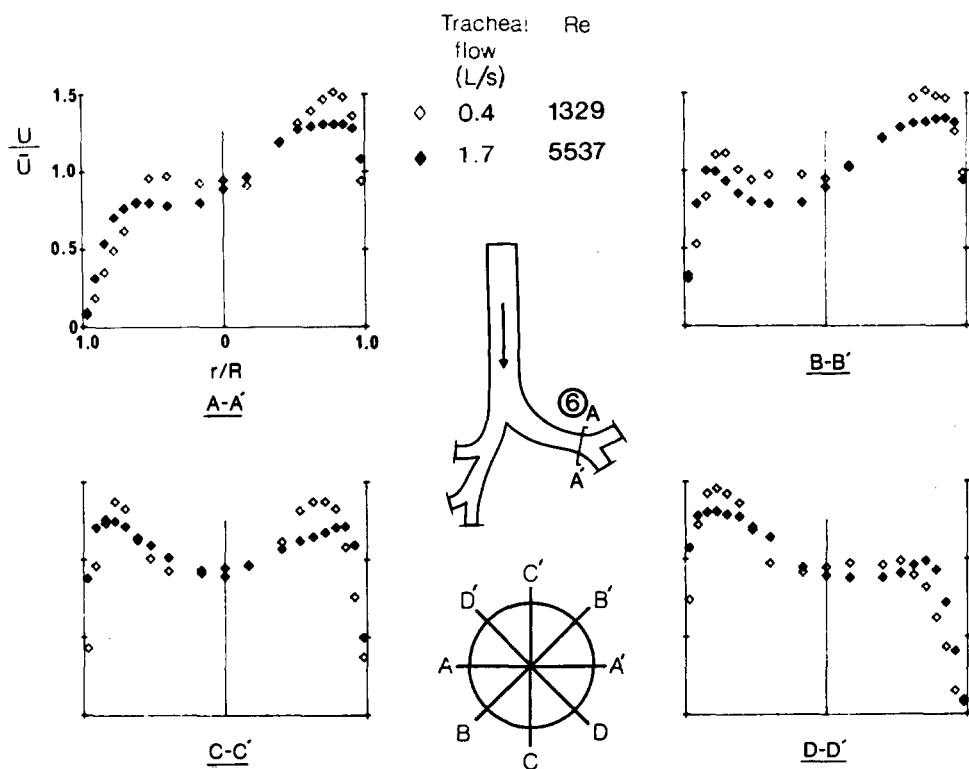 Tracheal Re
flow
(L/s)
◇ 0.4 1329
◆ 1.7 5537
U
Ū
1.5
1.0
0.5
0
1.0 0 1.0
r/R
A-A′
B-B′
⑥
A
A′
C-C′
C′
D′ B′
A A′
B D
C
D-D′